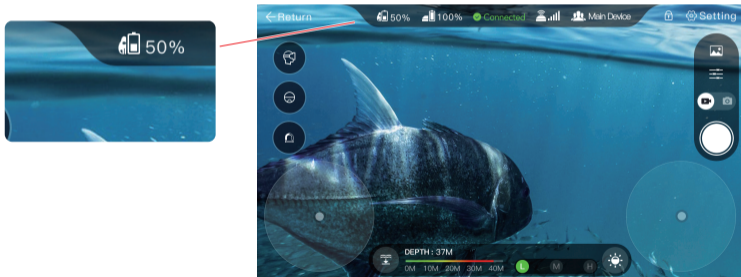 50%
←Return 50% 100% Connected Main Device Setting
DEPTH: 37M
0M 10M 20M 30M 40M L M H